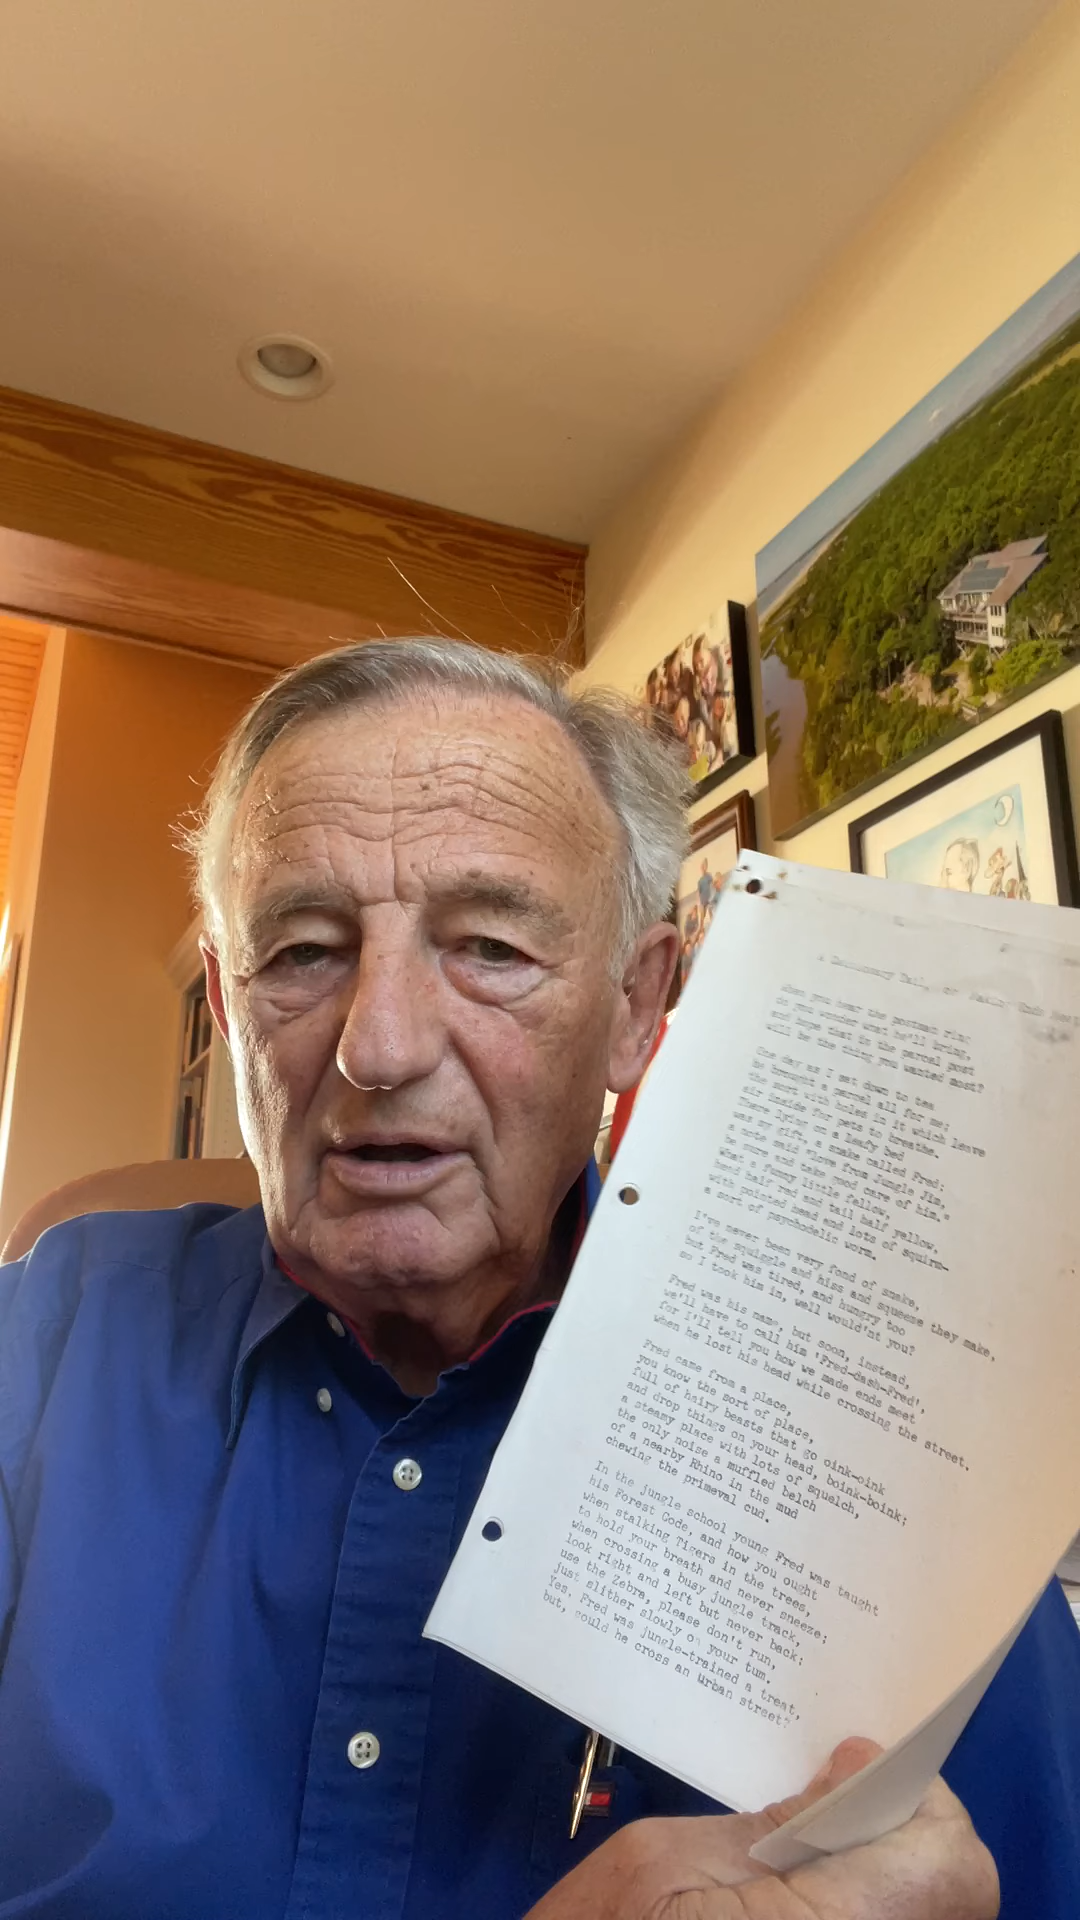 A Cautionary Tail, or Making Ends Meet
When you hear the postman ring
do you wonder what he'll bring,
and hope that in the parcel post
will be the thing you wanted most?
One day as I sat down to tea
he brought a parcel all for me;
the sort with holes in it which leave
air inside for pets to breathe.
There lying on a leafy bed
was my gift, a snake called Fred;
a note said "love from Jungle Jim,
be sure and take good care of him."
What a funny little fellow,
head half red and tail half yellow,
with pointed head and lots of squirm-
a sort of psychodelic worm.
I've never been very fond of snake,
of the squiggle and hiss and squeeze they make,
but Fred was tired, and hungry too
so I took him in, well would'nt you?
Fred was his name, but soon, instead,
we'll have to call him 'Fred-dash-Fred',
for I'll tell you how we made ends meet
when he lost his head while crossing the street.
Fred came from a place,
you know the sort of place,
full of hairy beasts that go oink-oink
and drop things on your head, boink-boink;
a steamy place with lots of squelch,
the only noise a muffled belch
of a nearby Rhino in the mud
chewing the primeval cud.
In the jungle school young Fred was taught
his Forest Code, and how you ought
when stalking Tigers in the trees,
to hold your breath and never sneeze;
when crossing a busy jungle track,
look right and left but never back;
use the Zebra, please don't run,
just slither slowly on your tum.
Yes. Fred was jungle-trained a treat,
but, could he cross an urban street?